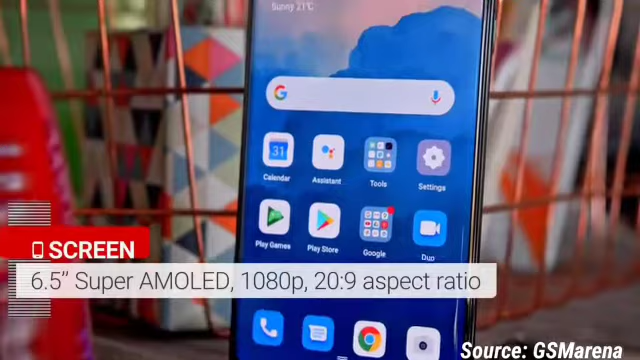 Sunny 21°C
G
31
Calendar
Assistant
Tools
Settings
Play Games
Play Store
Google
Duo
SCREEN
6.5" Super AMOLED, 1080p, 20:9 aspect ratio
Source: GSMarena